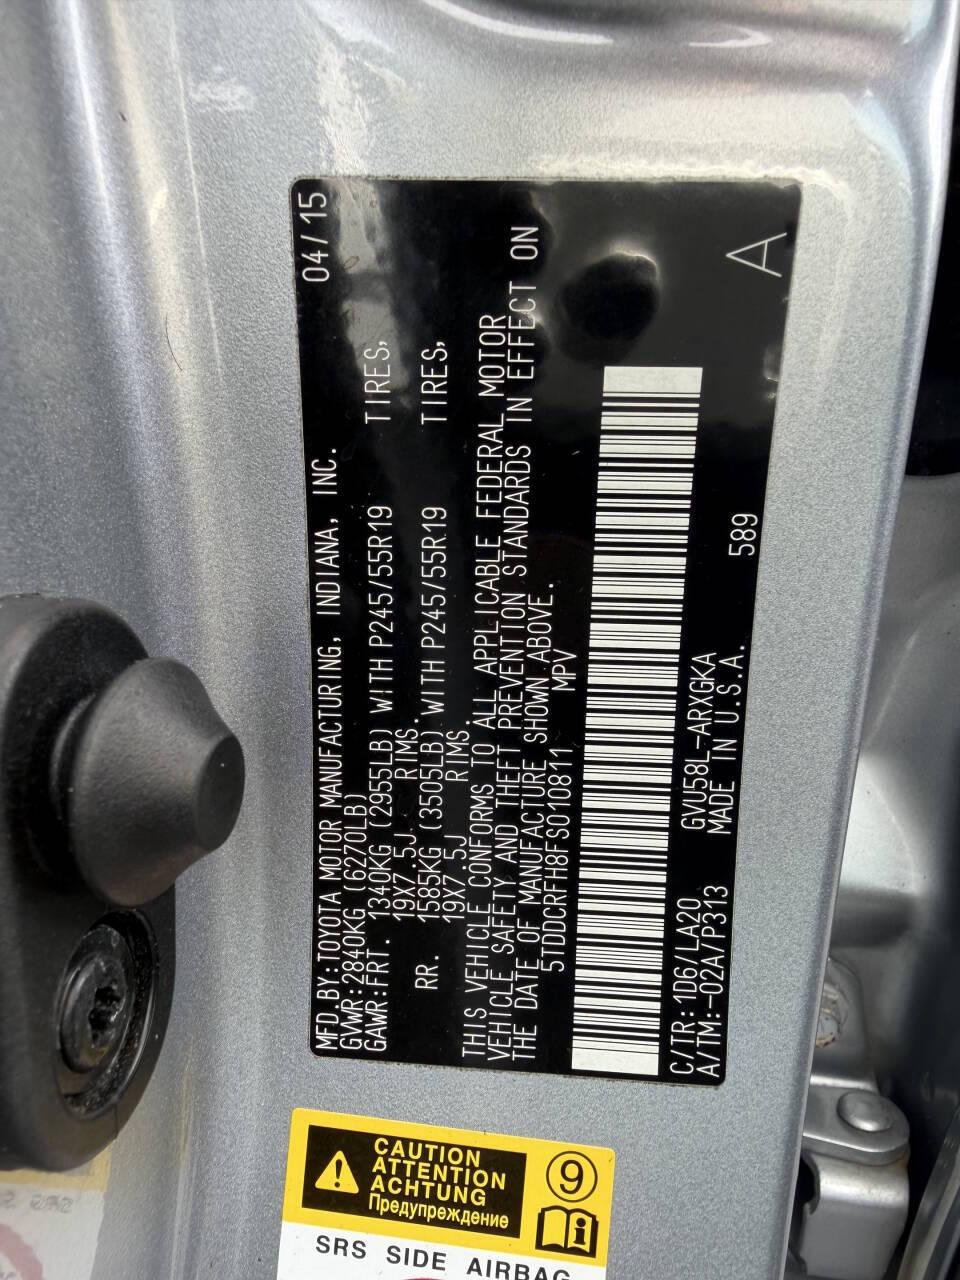 MFD BY:TOYOTA MOTOR MANUFACTURING, INDIANA, INC. 04/15
GVWR:2840KG (6270LB)
GAWR:FRT. 1340KG (2955LB) WITH P245/55R19 TIRES,
19X7.5J RIMS.
RR. 1585KG (3505LB) WITH P245/55R19 TIRES,
19X7.5J RIMS.
THIS VEHICLE CONFORMS TO ALL APPLICABLE FEDERAL MOTOR
VEHICLE SAFETY AND THEFT PREVENTION STANDARDS IN EFFECT ON
THE DATE OF MANUFACTURE SHOWN ABOVE.
5TDDCRFH8FS010811 MPV
C/TR:1D6/LA20 GVU58L-ARXGKA
A/TM:-02A/P313 MADE IN U.S.A. 589
A
CAUTION
ATTENTION
ACHTUNG
Предупреждение
9
i
SRS SIDE AIRBAG